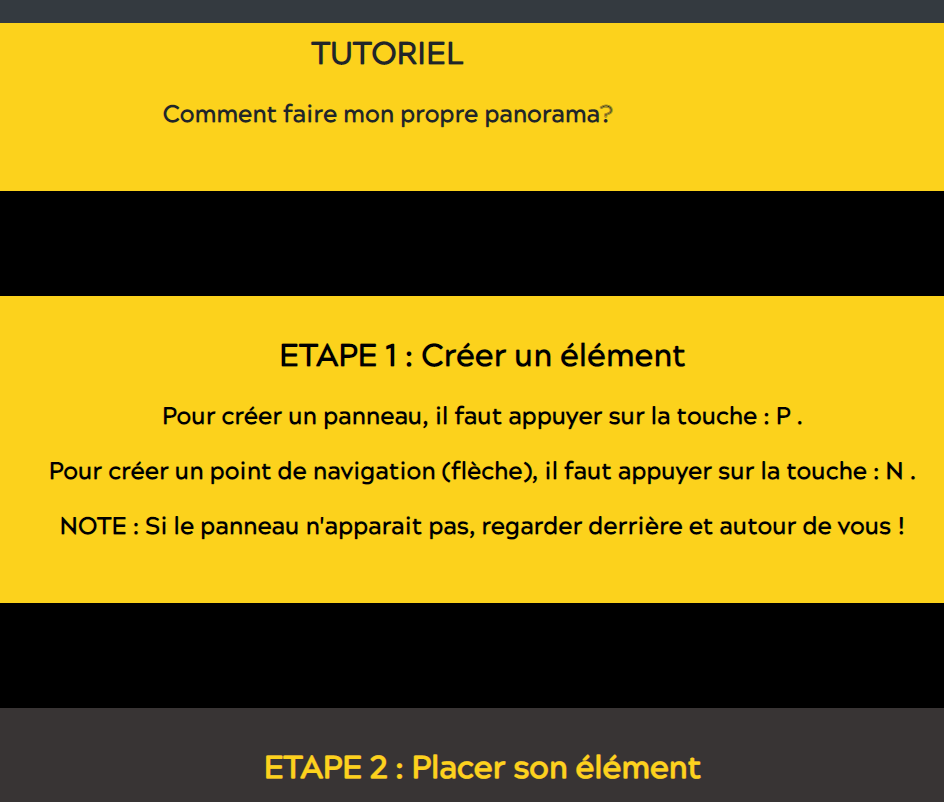 TUTORIEL
Comment faire mon propre panorama?
ETAPE 1 : Créer un élément
Pour créer un panneau, il faut appuyer sur la touche : P .
Pour créer un point de navigation (flèche), il faut appuyer sur la touche : N .
NOTE : Si le panneau n'apparait pas, regarder derrière et autour de vous !
ETAPE 2 : Placer son élément